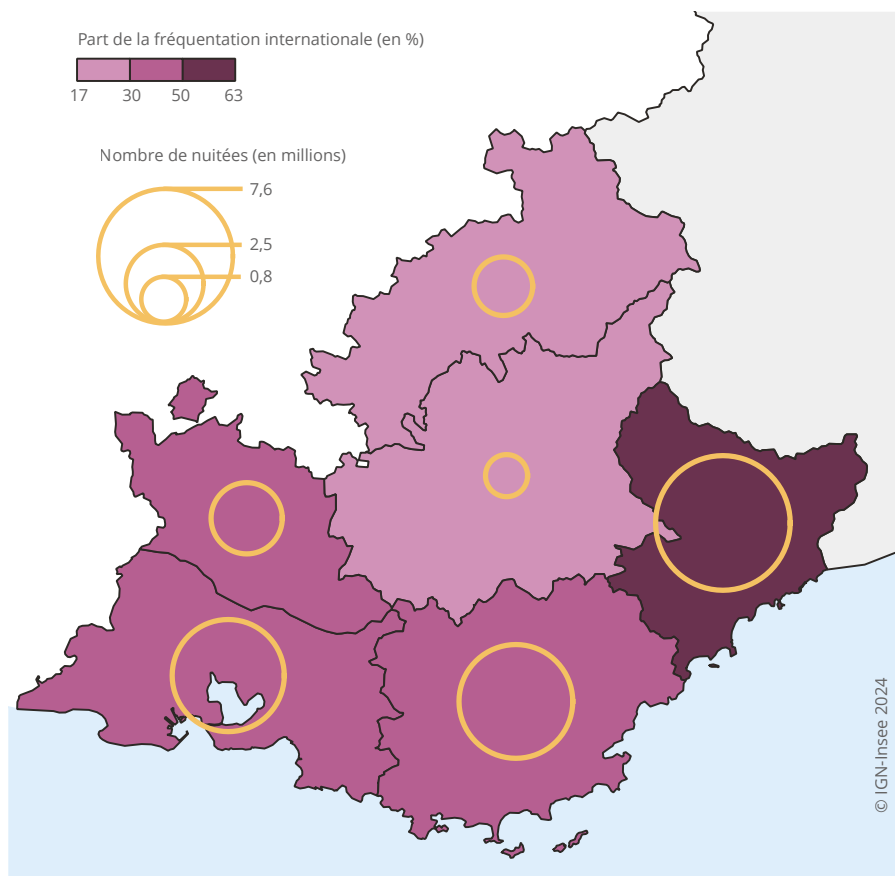 Part de la fréquentation internationale (en %)
17 30 50 63
Nombre de nuitées (en millions)
7,6
2,5
0,8
© IGN-Insee 2024